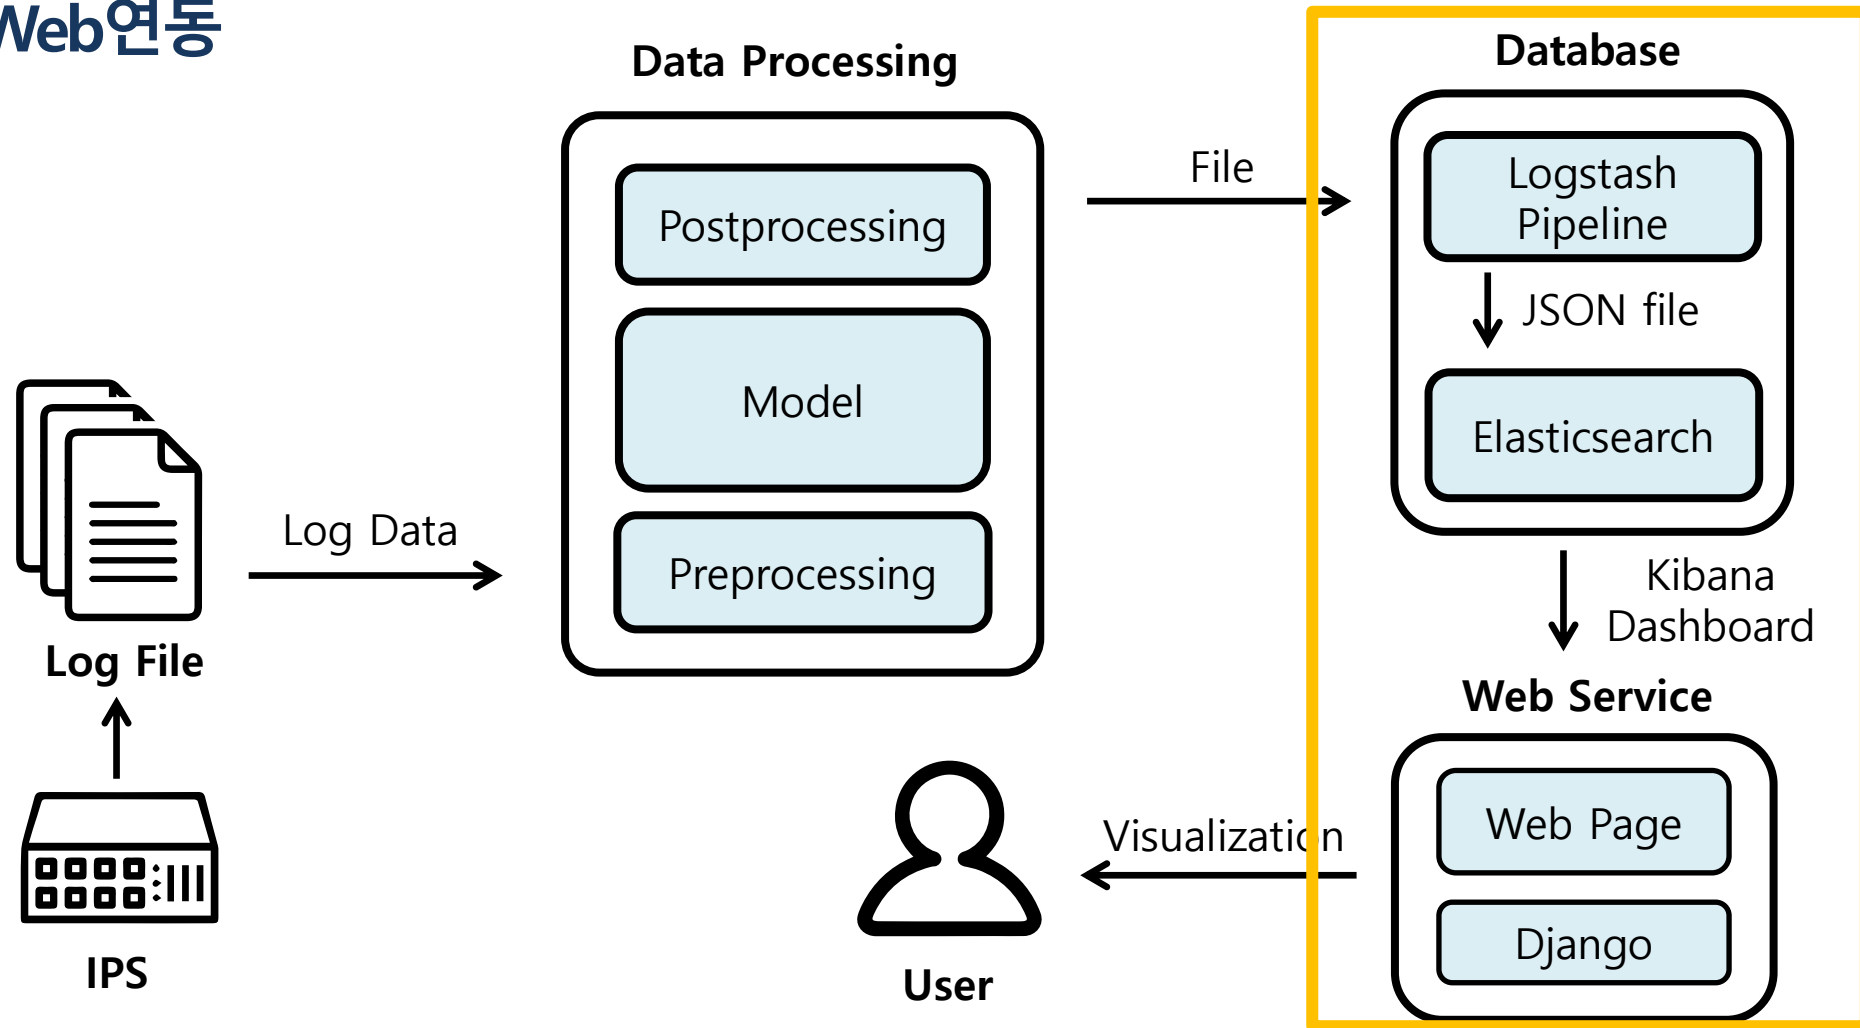 Web연동
Data Processing
Postprocessing
Model
Preprocessing
Log Data
Log File
IPS
File
Database
Logstash
Pipeline
JSON file
Elasticsearch
Kibana
Dashboard
Web Service
Web Page
Django
Visualization
User